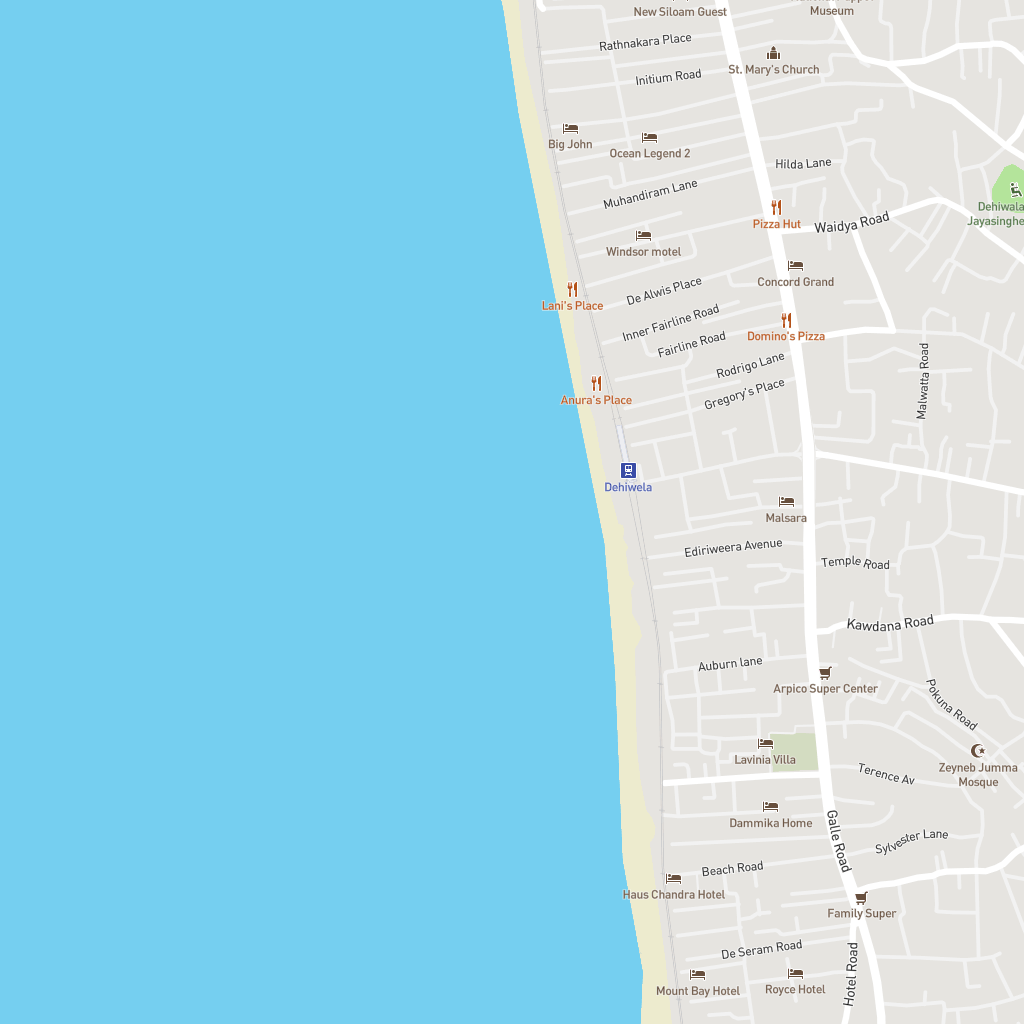 New Siloam Guest
Museum
Rathnakara Place
St. Mary's Church
Initium Road
Big John
Ocean Legend 2
Hilda Lane
Muhandiram Lane
Dehiwala
Jayasinghe
Pizza Hut
Waidya Road
Windsor motel
Concord Grand
De Alwis Place
Lani's Place
Inner Fairline Road
Domino's Pizza
Fairline Road
Rodrigo Lane
Malwatta Road
Gregory's Place
Anura's Place
Dehiwela
Malsara
Ediriweera Avenue
Temple Road
Kawdana Road
Auburn lane
Arpico Super Center
Pokuna Road
Lavinia Villa
Zeyneb Jumma
Mosque
Terence Av
Dammika Home
Galle Road
Sylvester Lane
Beach Road
Haus Chandra Hotel
Family Super
De Seram Road
Hotel Road
Mount Bay Hotel
Royce Hotel